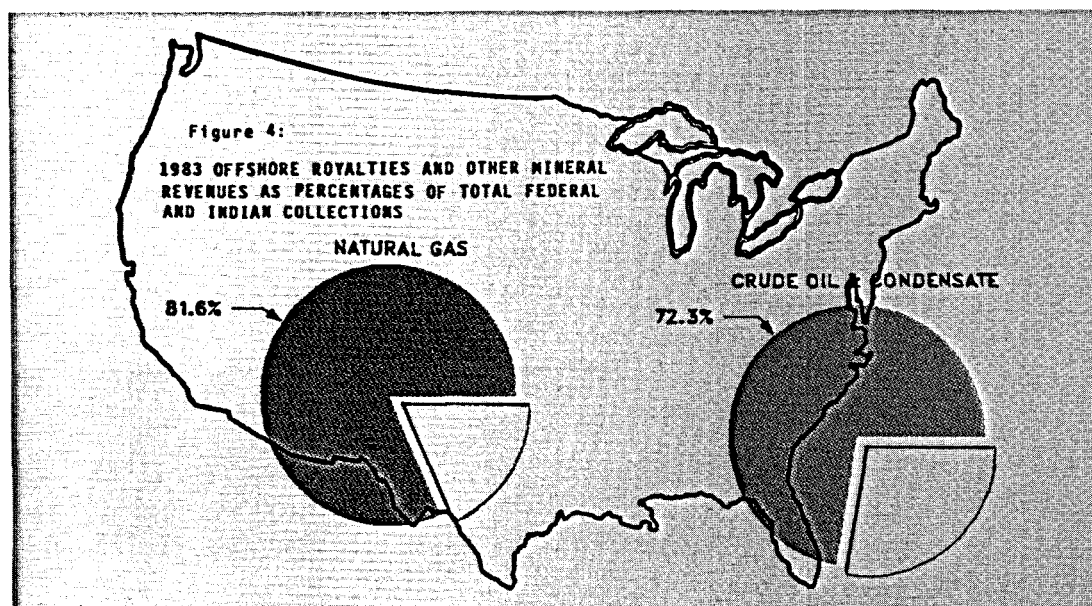 Figure 4:
1983 OFFSHORE ROYALTIES AND OTHER MINERAL
REVENUES AS PERCENTAGES OF TOTAL FEDERAL
AND INDIAN COLLECTIONS
NATURAL GAS
81.6%
CRUDE OIL & CONDENSATE
72.3%